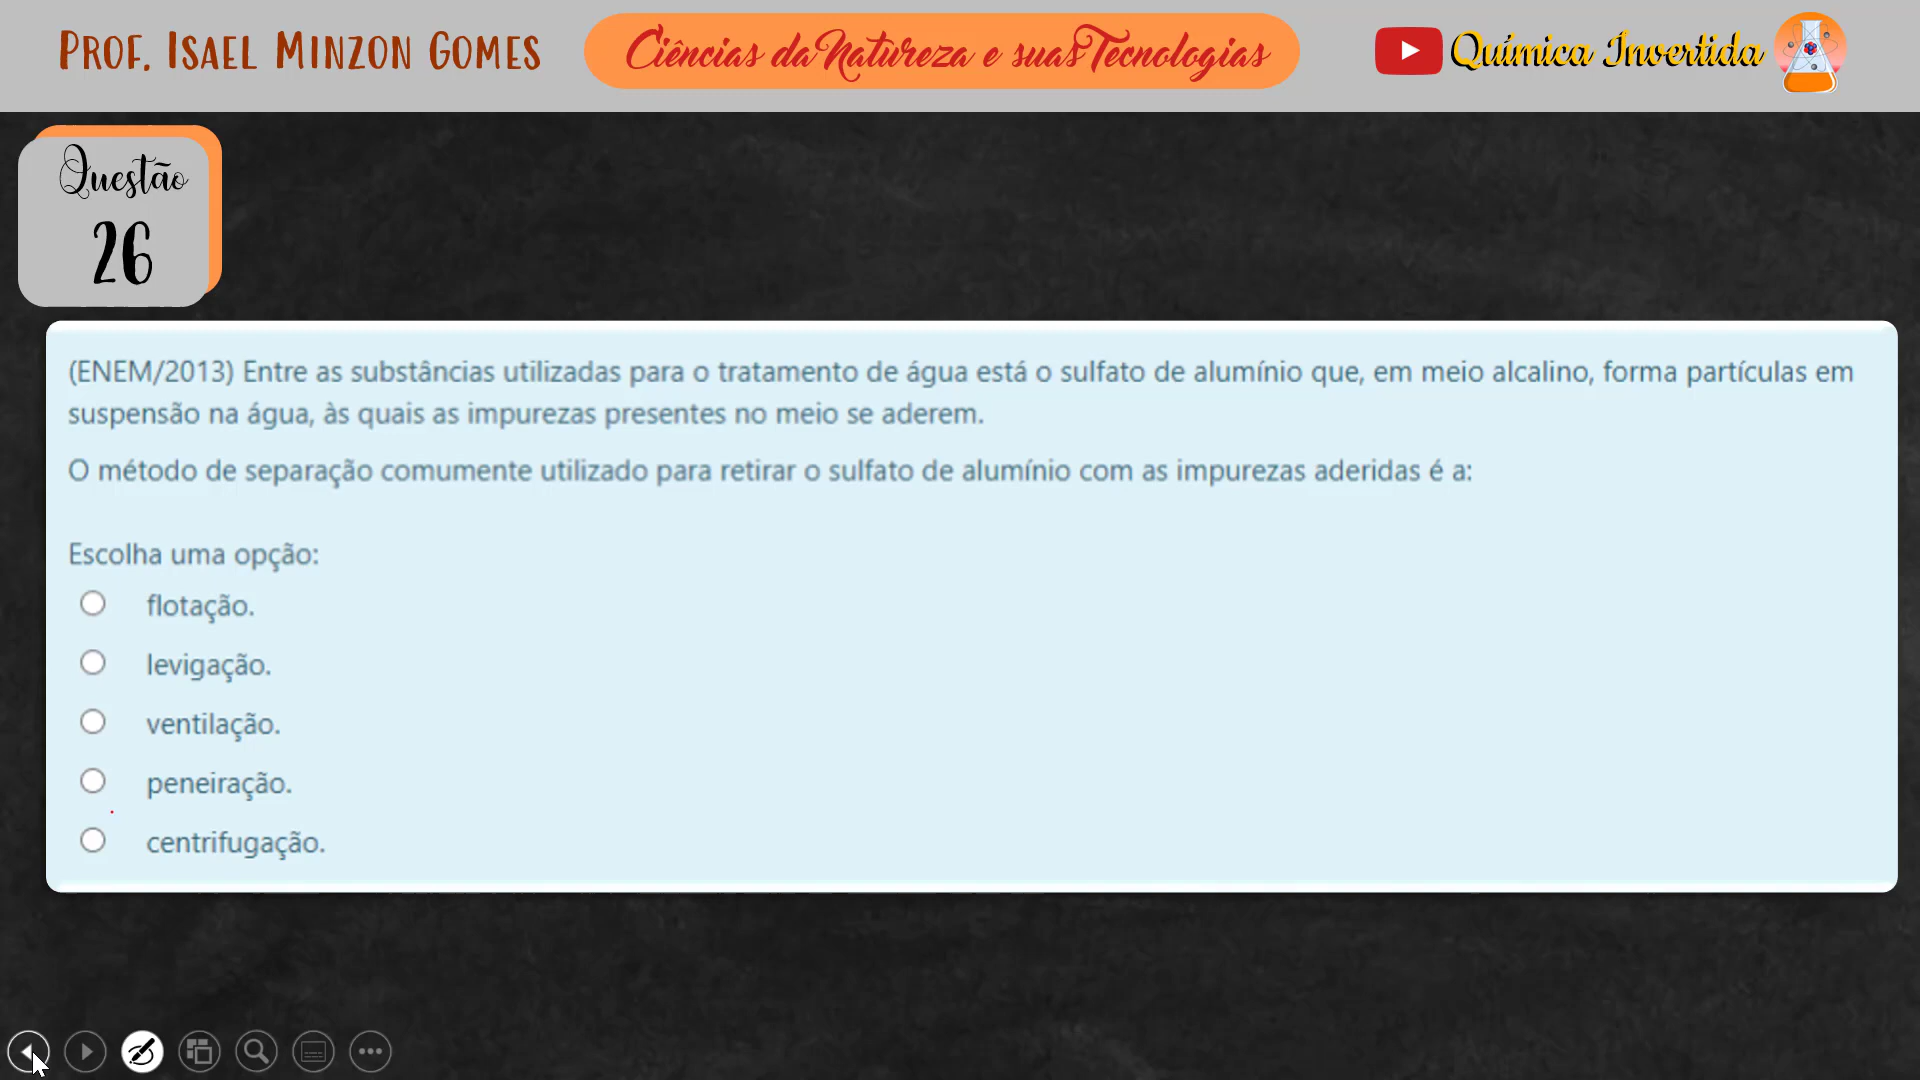 PROF. ISAEL MINZON GOMES
Ciências da Natureza e suas Tecnologias
Química Invertida
Questão
26
(ENEM/2013) Entre as substâncias utilizadas para o tratamento de água está o sulfato de alumínio que, em meio alcalino, forma partículas em
suspensão na água, às quais as impurezas presentes no meio se aderem.
O método de separação comumente utilizado para retirar o sulfato de alumínio com as impurezas aderidas é a:
Escolha uma opção:
flotação.
levigação.
ventilação.
peneiração.
centrifugação.